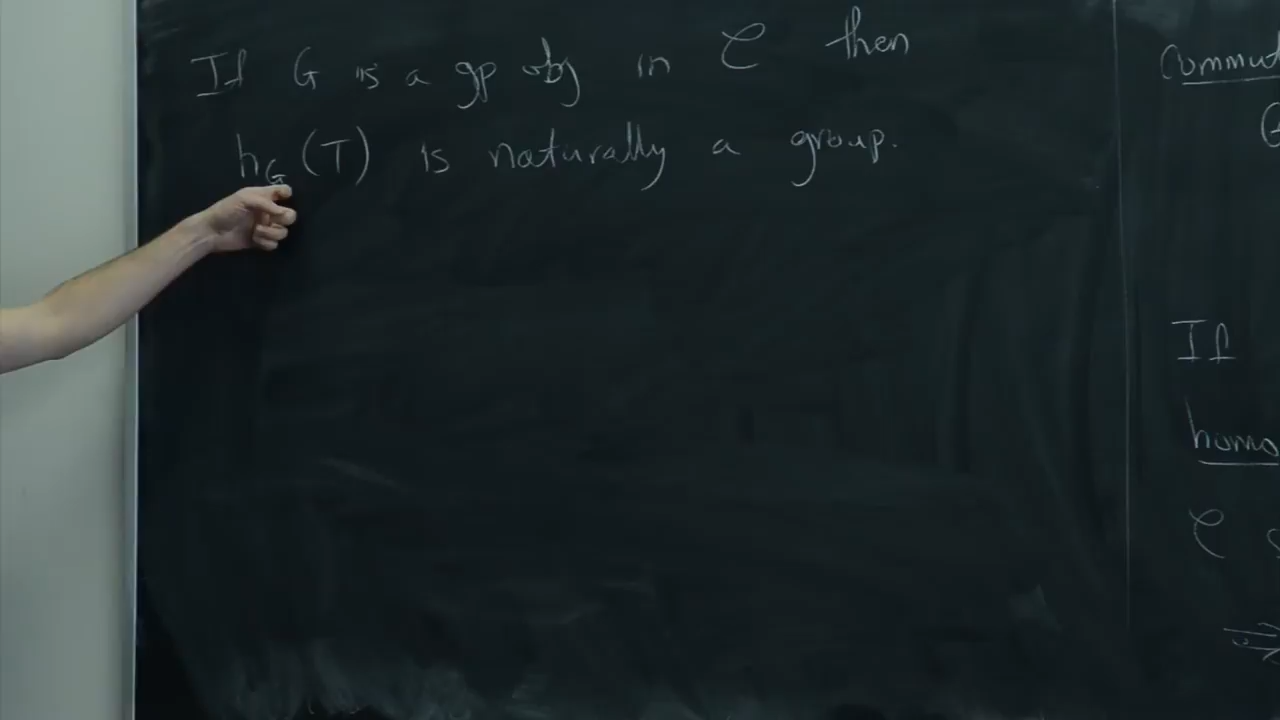 If G is a gp obj in C then
h_G(T) is naturally a group.
Commut
If
homo
C